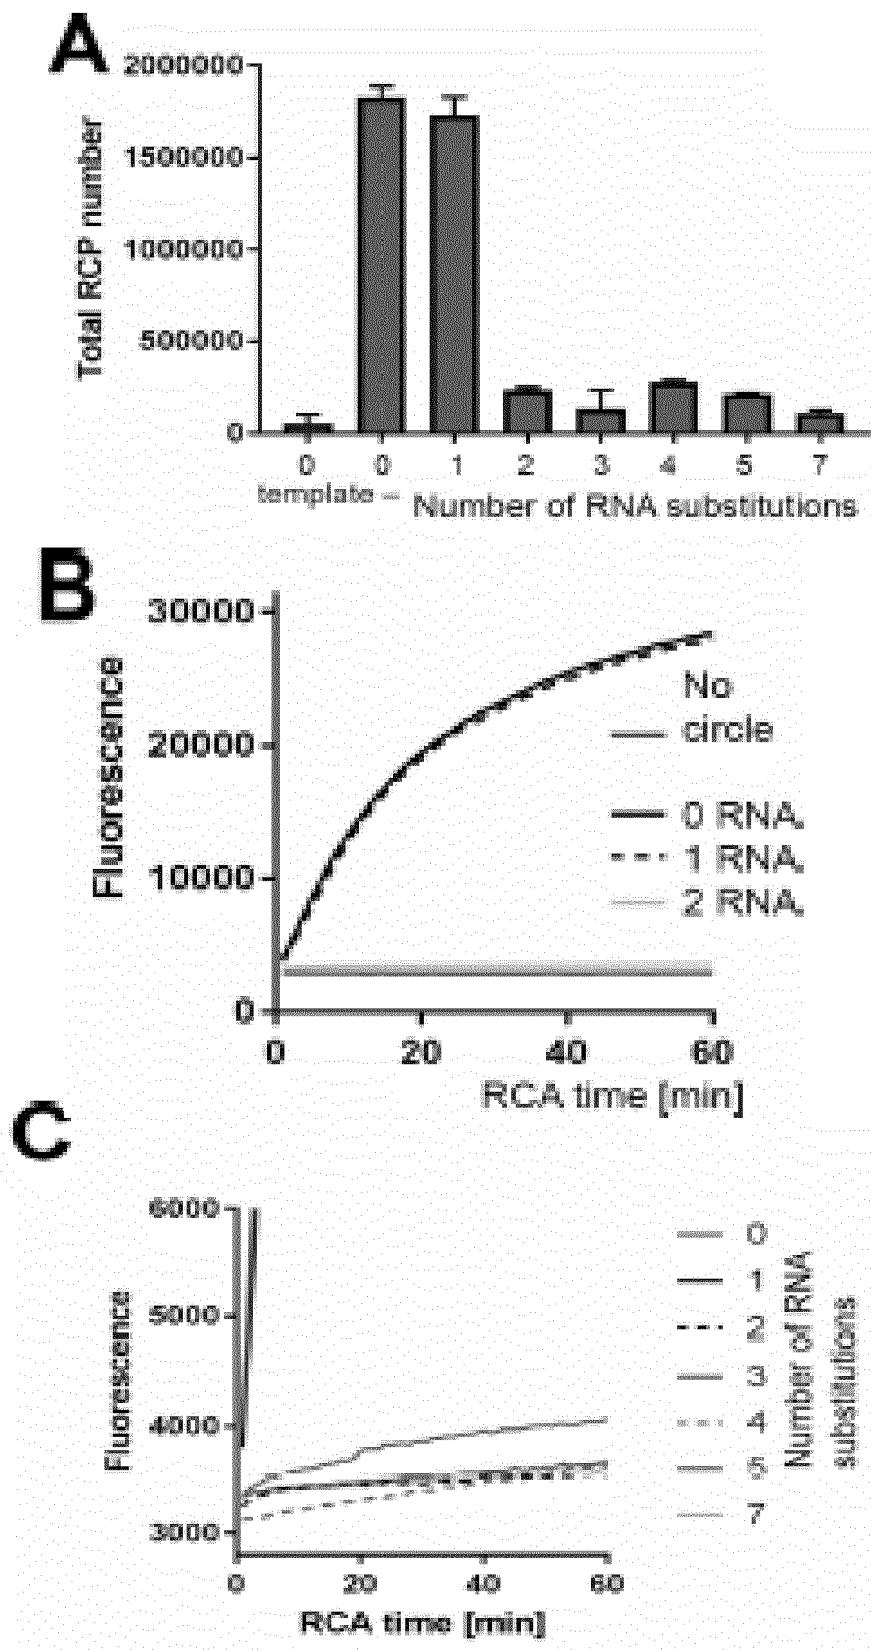 A
Total RCP number
2000000
1500000
1000000
500000
0
0 0 1 2 3 4 5 7
template –
Number of RNA substitutions
B
Fluorescence
30000
20000
10000
0
0 20 40 60
RCA time [min]
No
circle
0 RNA
1 RNA
2 RNA
C
Fluorescence
6000
5000
4000
3000
0 20 40 60
RCA time [min]
0
1
2
3
4
5
7
Number of RNA
substitutions